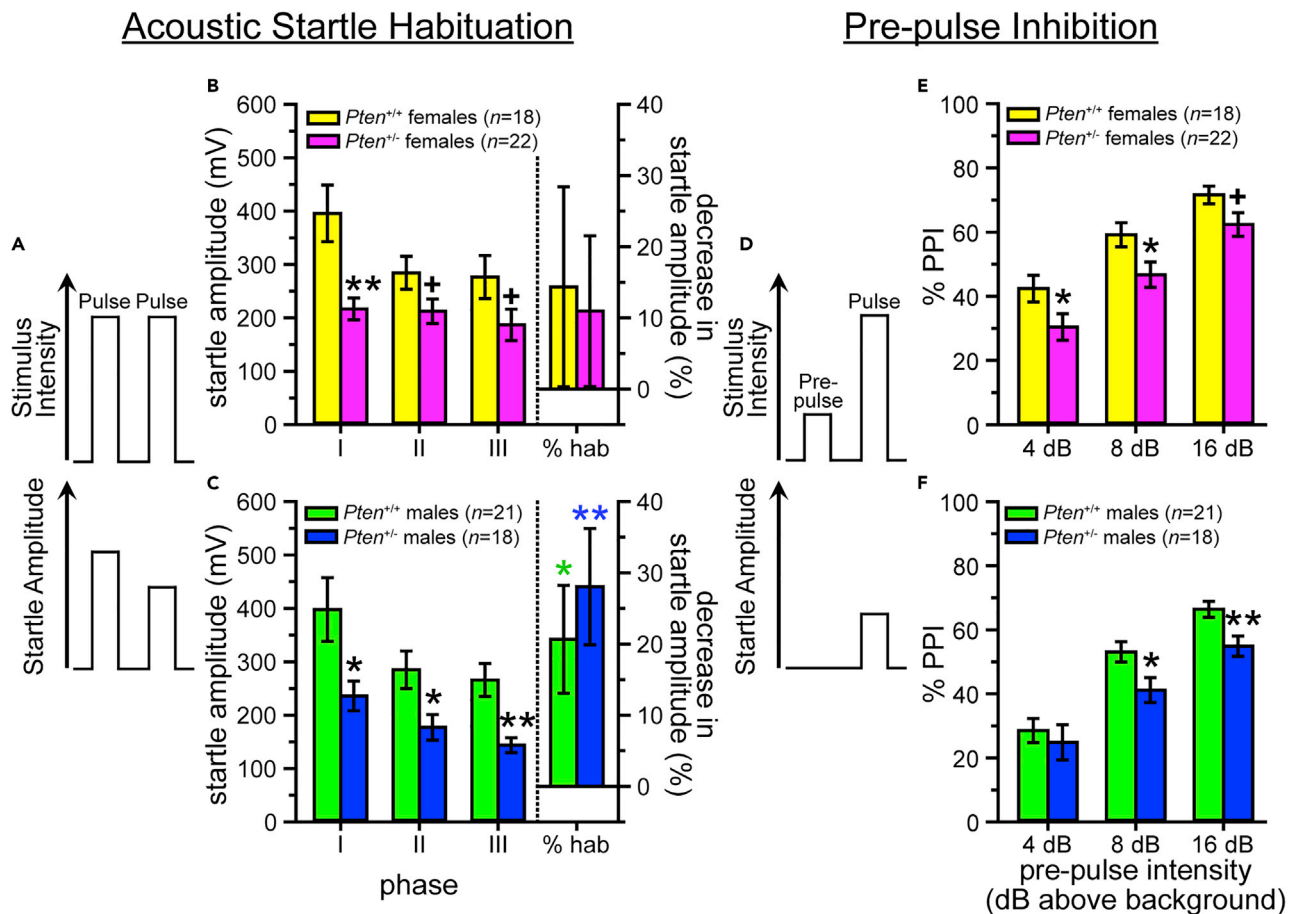 Acoustic Startle Habituation
Pre-pulse Inhibition
A
Stimulus
Intensity
Pulse Pulse
Startle Amplitude
B
Pten+/+ females (n=18)
Pten+/- females (n=22)
startle amplitude (mV)
600
500
400
300
200
100
0
**
+
+
I II III % hab
40
30
20
10
0
decrease in
startle amplitude (%)
C
Pten+/+ males (n=21)
Pten+/- males (n=18)
startle amplitude (mV)
600
500
400
300
200
100
0
*
*
**
*
**
I II III % hab
phase
40
30
20
10
0
decrease in
startle amplitude (%)
D
Stimulus
Intensity
Pre-
pulse
Pulse
Startle Amplitude
E
Pten+/+ females (n=18)
Pten+/- females (n=22)
% PPI
100
80
60
40
20
0
*
*
+
4 dB 8 dB 16 dB
F
Pten+/+ males (n=21)
Pten+/- males (n=18)
% PPI
100
80
60
40
20
0
*
**
4 dB 8 dB 16 dB
pre-pulse intensity
(dB above background)